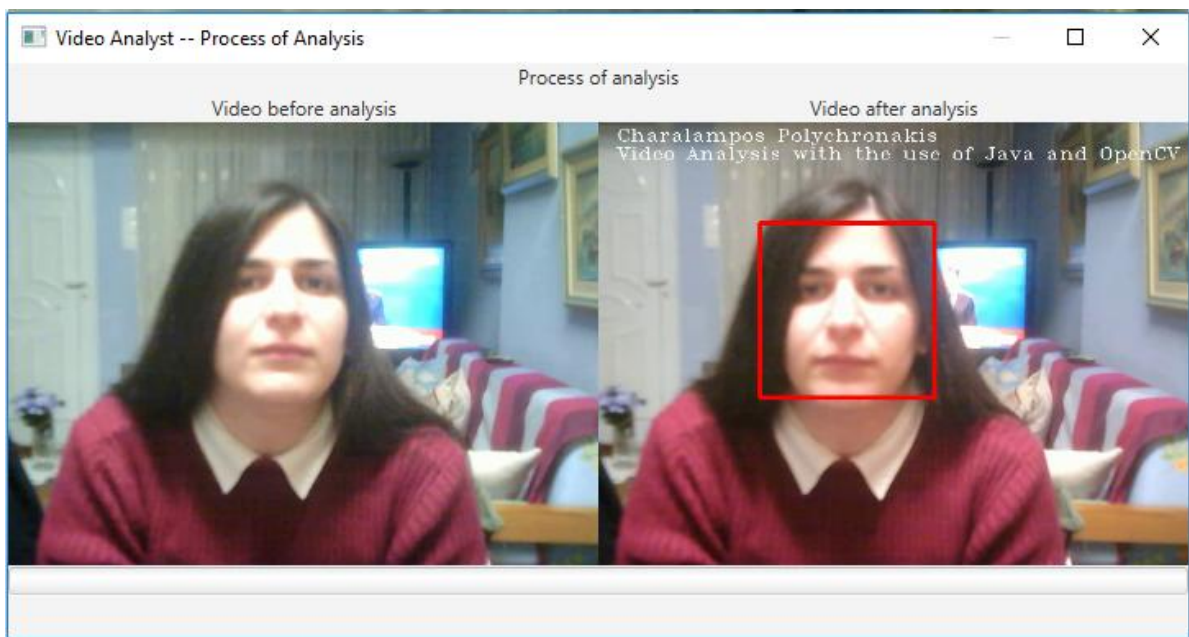 Video Analyst -- Process of Analysis
Process of analysis
Video before analysis
Video after analysis
Charalampos Polychronakis
Video Analysis with the use of Java and OpenCV